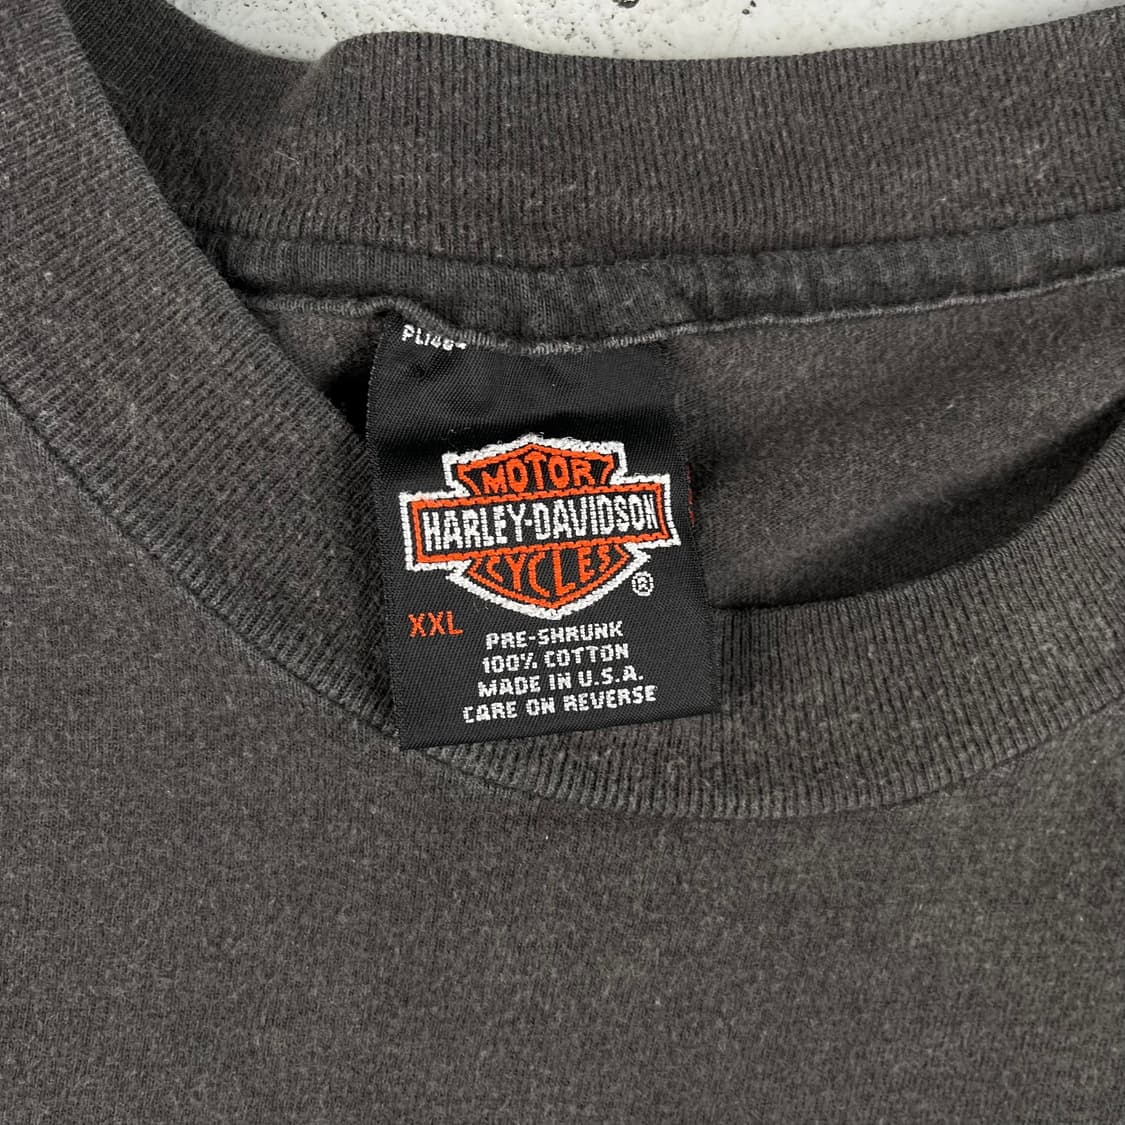 MOTOR
HARLEY-DAVIDSON
CYCLES
®
XXL
PRE-SHRUNK
100% COTTON
MADE IN U.S.A.
CARE ON REVERSE